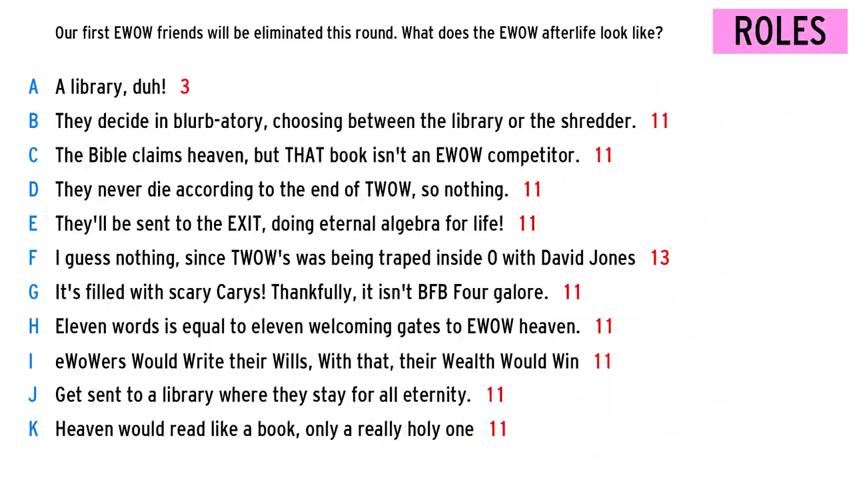 Our first EWOW friends will be eliminated this round. What does the EWOW afterlife look like?
ROLES
A A library, duh! 3
B They decide in blurb-atory, choosing between the library or the shredder. 11
C The Bible claims heaven, but THAT book isn't an EWOW competitor. 11
D They never die according to the end of TWOW, so nothing. 11
E They'll be sent to the EXIT, doing eternal algebra for life! 11
F I guess nothing, since TWOW's was being traped inside O with David Jones 13
G It's filled with scary Carys! Thankfully, it isn't BFB Four galore. 11
H Eleven words is equal to eleven welcoming gates to EWOW heaven. 11
I eWoWers Would Write their Wills, With that, their Wealth Would Win 11
J Get sent to a library where they stay for all eternity. 11
K Heaven would read like a book, only a really holy one 11